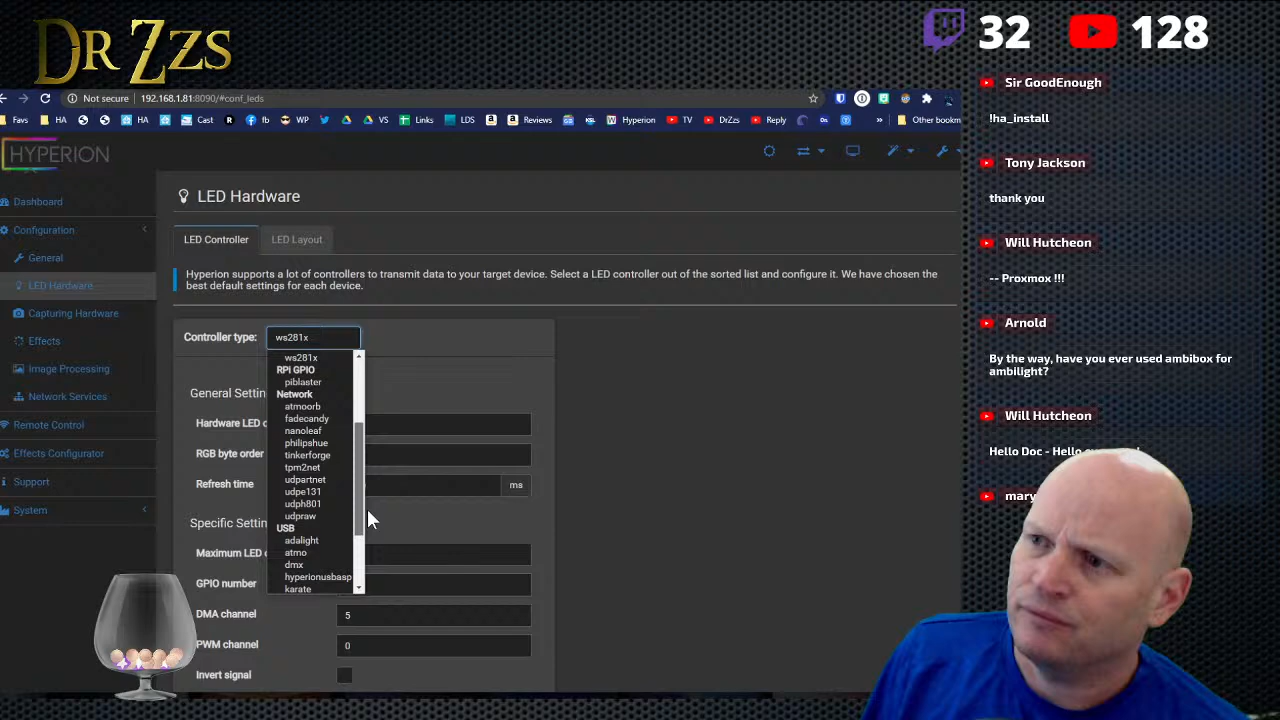 DR ZZS
32
128
Not secure
192.168.1.81:8090/#conf_leds
Favs
HA
HA
Cast
R
fb
WP
VS
Links
LDS
Reviews
Hyperion
TV
DrZzs
Reply
»
Other bookm
HYPERION
Dashboard
Configuration
General
LED Hardware
Capturing Hardware
Effects
Image Processing
Network Services
Remote Control
Effects Configurator
Support
System
LED Hardware
LED Controller
LED Layout
Hyperion supports a lot of controllers to transmit data to your target device. Select a LED controller out of the sorted list and configure it. We have chosen the
best default settings for each device.
Controller type:
ws281x
ws281x
RPi GPIO
piblaster
Network
atmoorb
fadecandy
nanoleaf
philipshue
tinkerforge
tpm2net
udpartnet
udpe131
udph801
udpraw
USB
adalight
atmo
dmx
hyperionusbasp
karate
General Settin
Hardware LED c
RGB byte order
Refresh time
ms
Specific Settin
Maximum LED c
GPIO number
DMA channel
5
PWM channel
0
Invert signal
Sir GoodEnough
!ha_install
Tony Jackson
thank you
Will Hutcheon
-- Proxmox !!!
Arnold
By the way, have you ever used ambibox for
ambilight?
Will Hutcheon
Hello Doc - Hello
mary